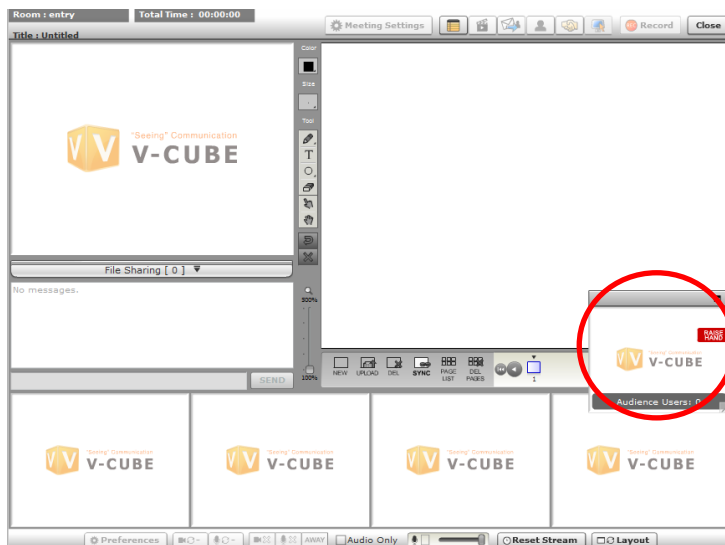 Room : entry
Total Time : 00:00:00
Meeting Settings
Record
Close
Title : Untitled
Color
Size
Tool
T
"Seeing" Communication
V-CUBE
File Sharing [ 0 ]
No messages.
SEND
500%
100%
NEW
UPLOAD
DEL
SYNC
PAGE LIST
DEL PAGES
1
RAISE HAND
"Seeing" Communication
V-CUBE
Audience Users: 0
"Seeing" Communication
V-CUBE
"Seeing" Communication
V-CUBE
"Seeing" Communication
V-CUBE
"Seeing" Communication
V-CUBE
Preferences
AWAY
Audio Only
Reset Stream
Layout